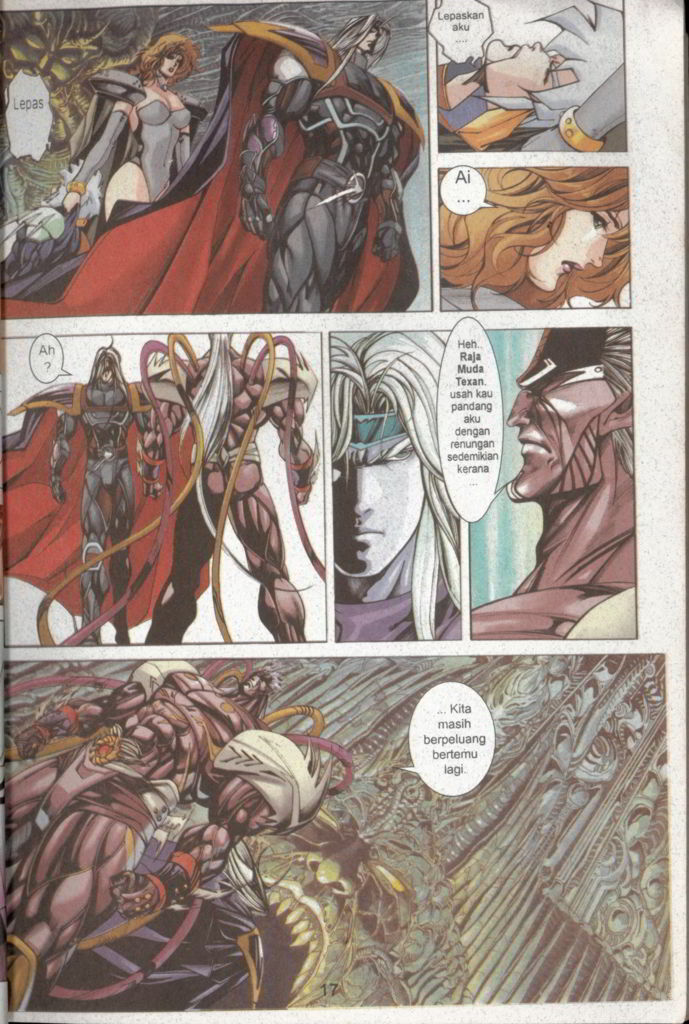 Lepas
Lepaskan
aku
....
Ai
...
Ah
?
Heh..
Raja
Muda
Texan.
usah kau
pandang
aku
dengan
renungan
sedemikian
kerana
...
... Kita
masih
berpeluang
bertemu
lagi.
17